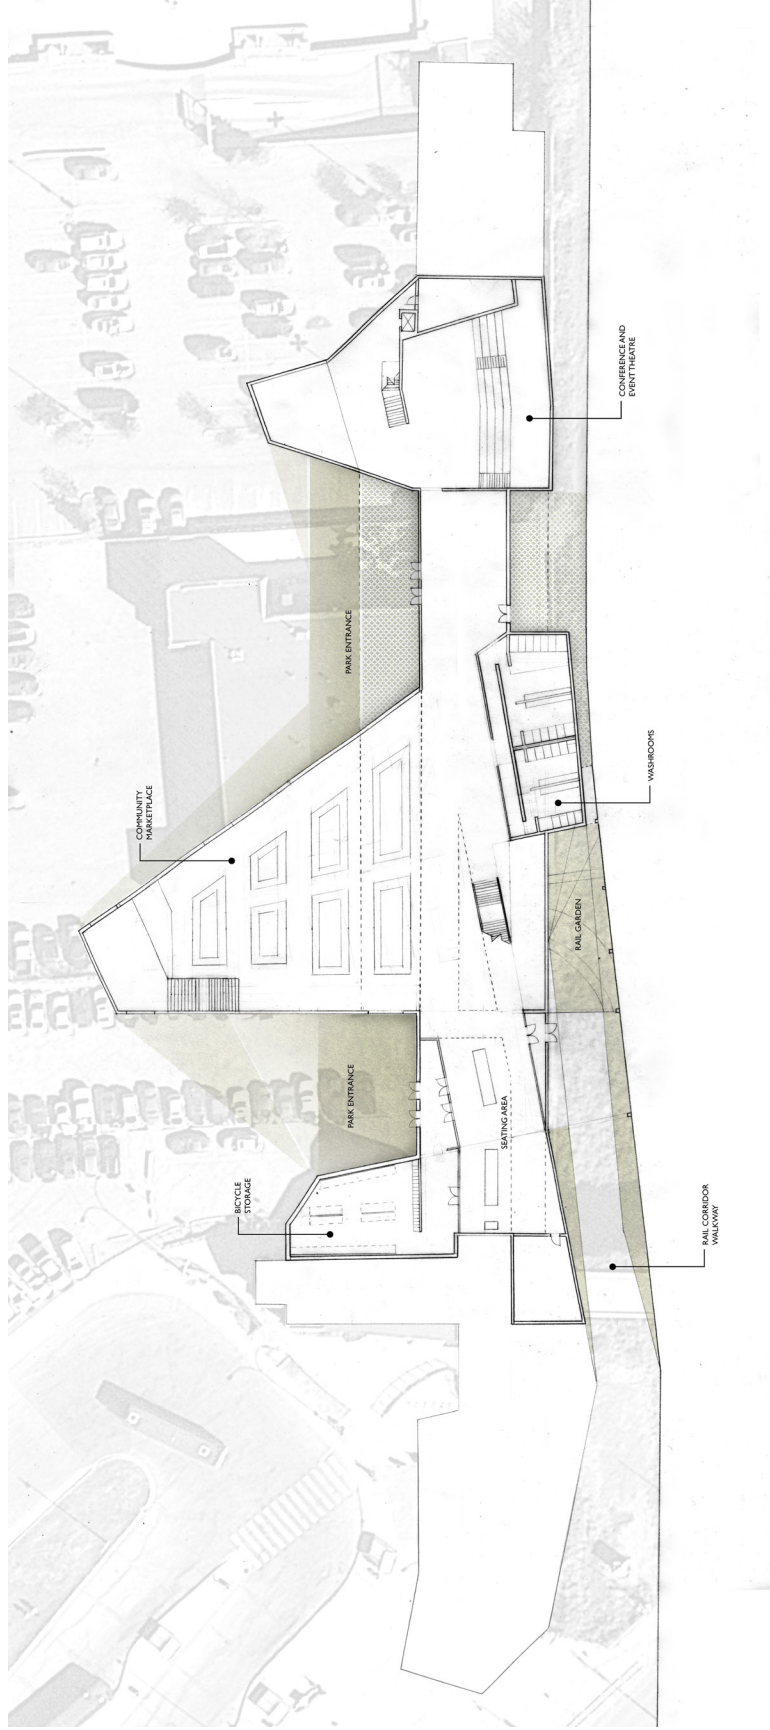 CONFERENCE AND
EVENT THEATRE
PARK ENTRANCE
WASHROOMS
COMMUNITY
MARKETPLACE
RAIL GARDEN
PARK ENTRANCE
SEATING AREA
BICYCLE
STORAGE
RAIL CORRIDOR
WALKWAY